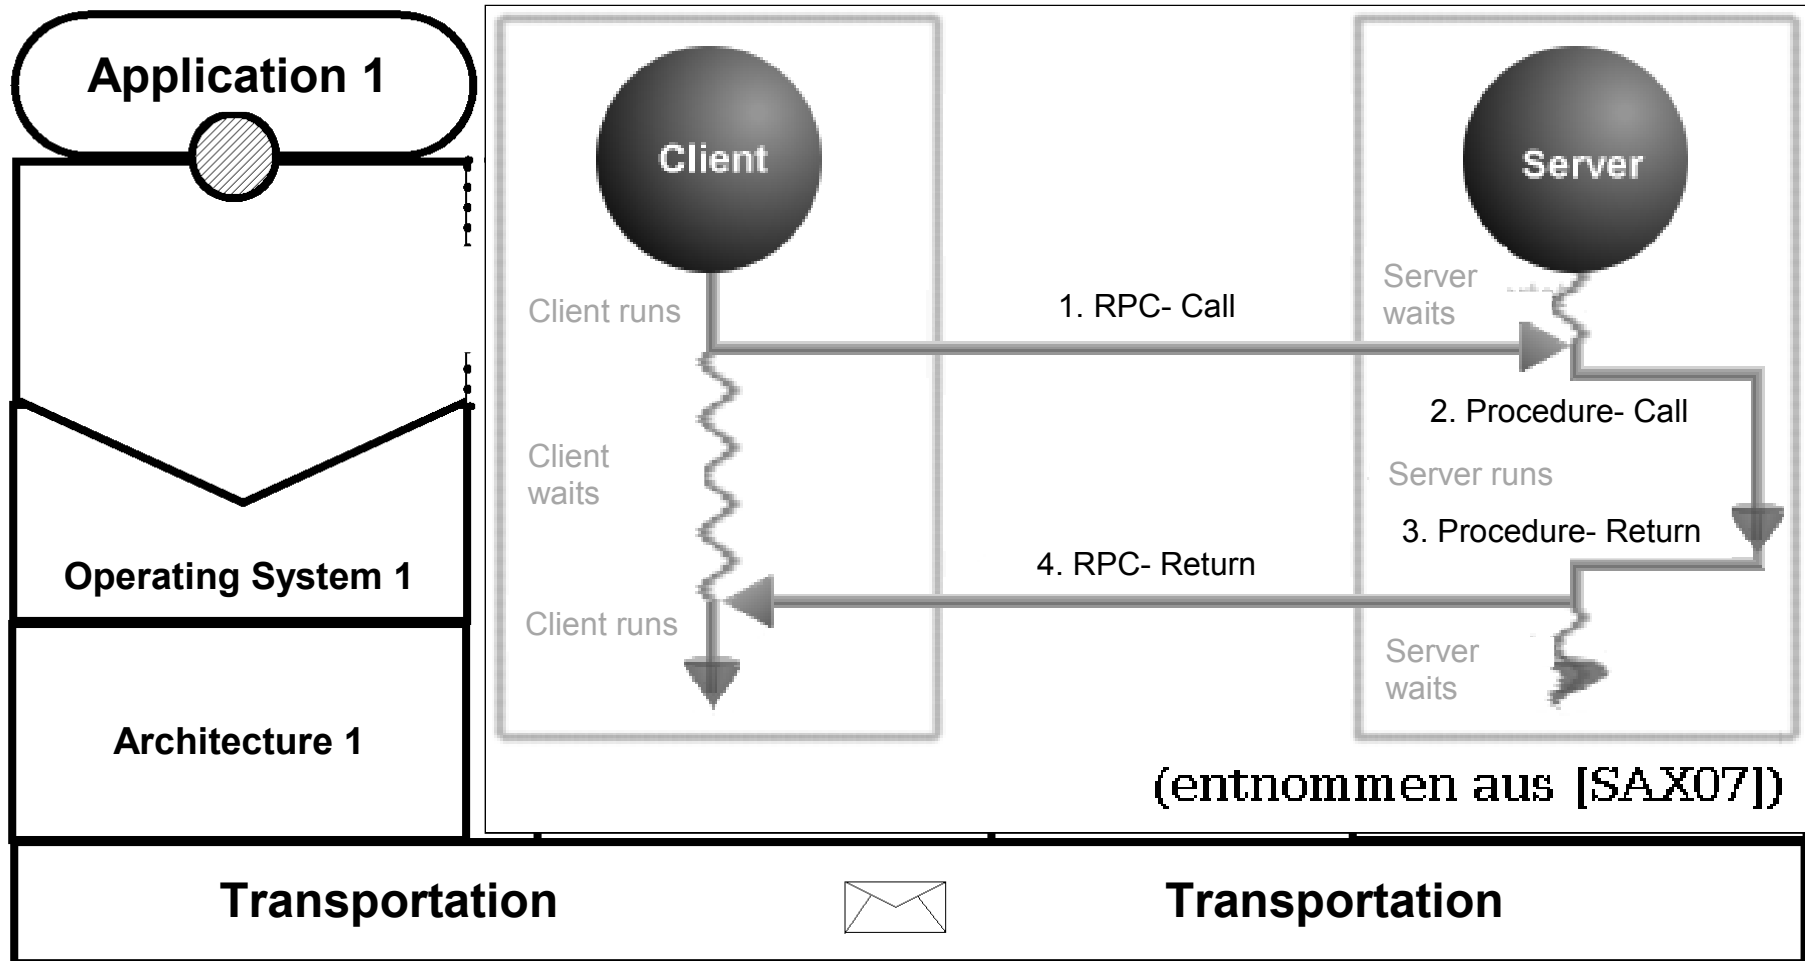 Application 1
Operating System 1
Architecture 1
Client
Server
Client runs
1. RPC- Call
Server
waits
2. Procedure- Call
Client
waits
Server runs
3. Procedure- Return
4. RPC- Return
Client runs
Server
waits
(entnommen aus [SAX07])
Transportation
Transportation